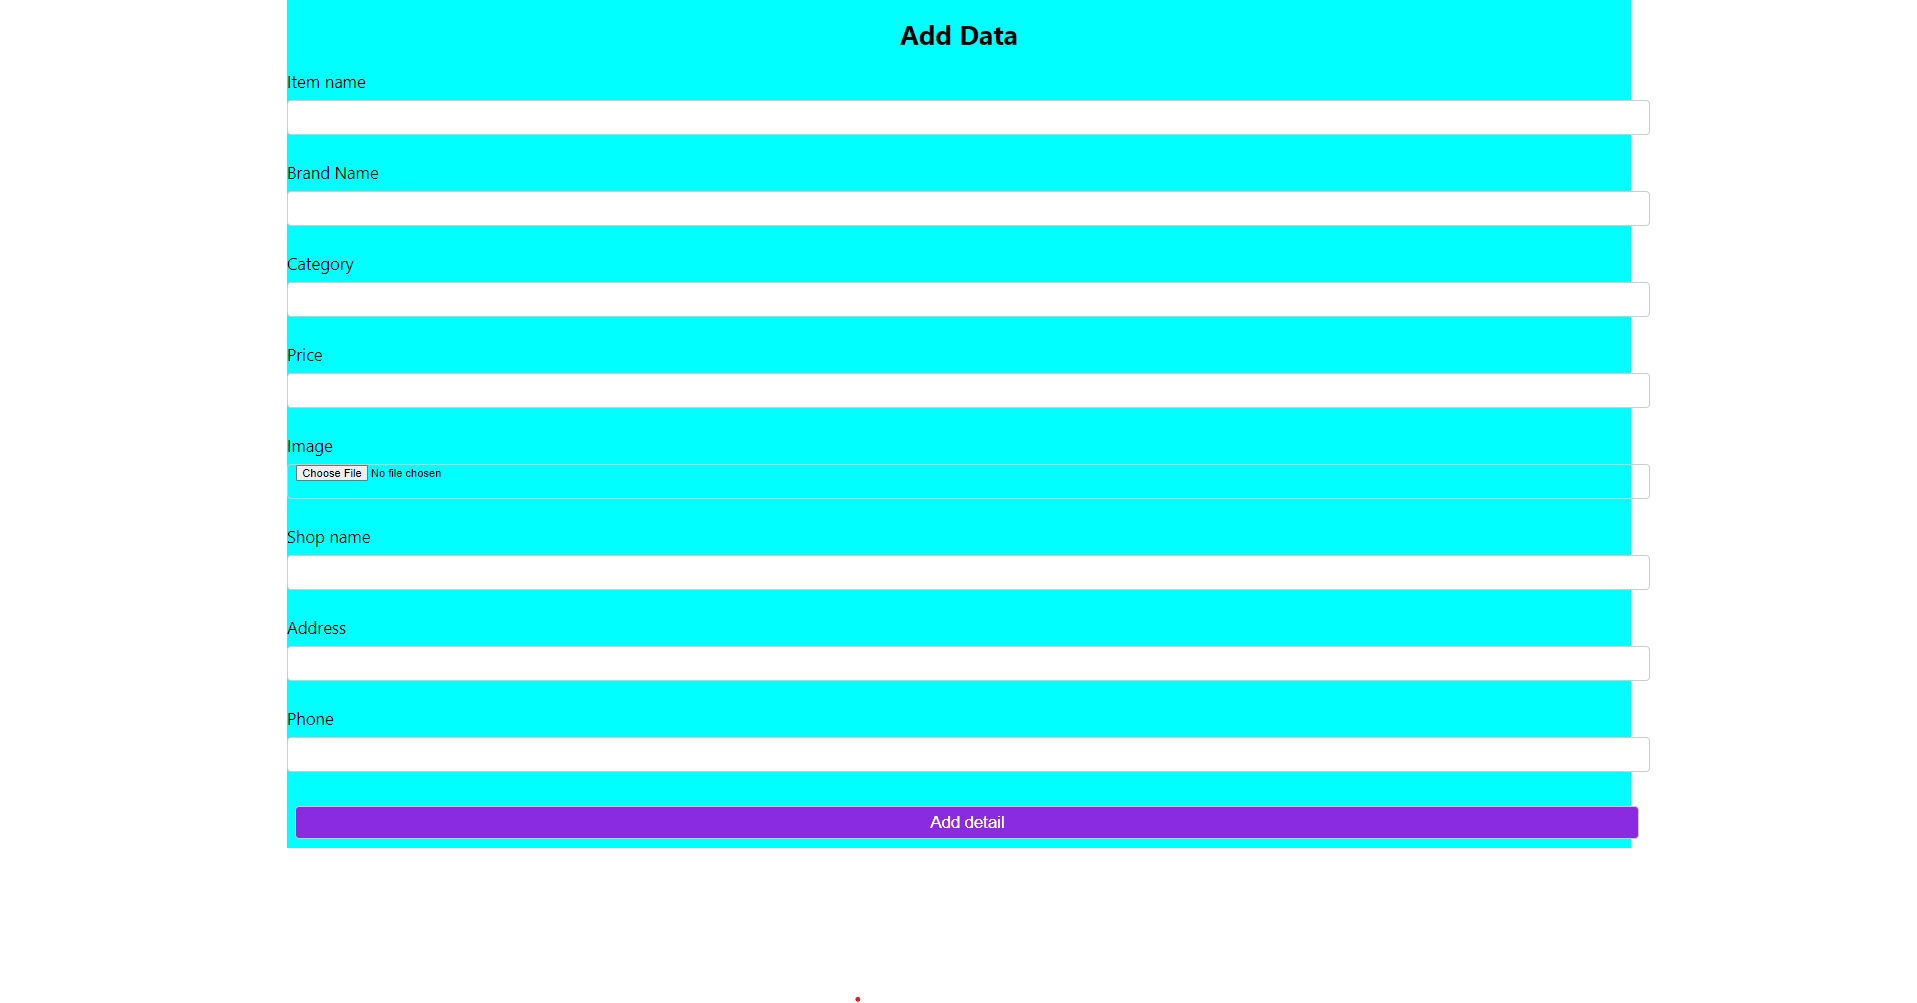 Add Data
Item name
Brand Name
Category
Price
Image
Choose File No file chosen
Shop name
Address
Phone
Add detail